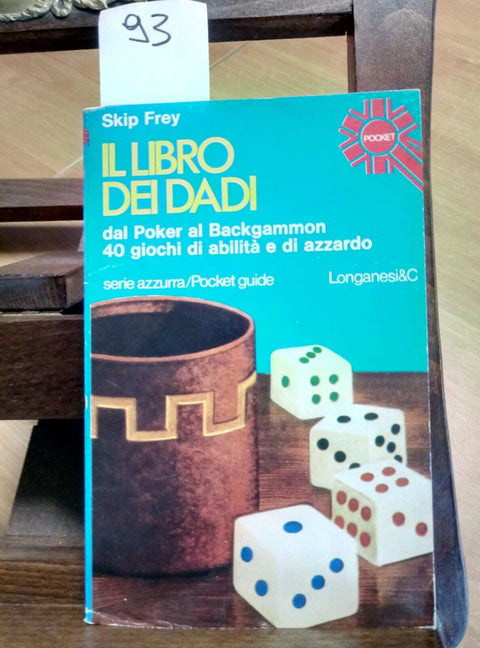 93
Skip Frey
POCKET
IL LIBRO
DEI DADI
dal Poker al Backgammon
40 giochi di abilità e di azzardo
serie azzurra/Pocket guide
Longanesi&C